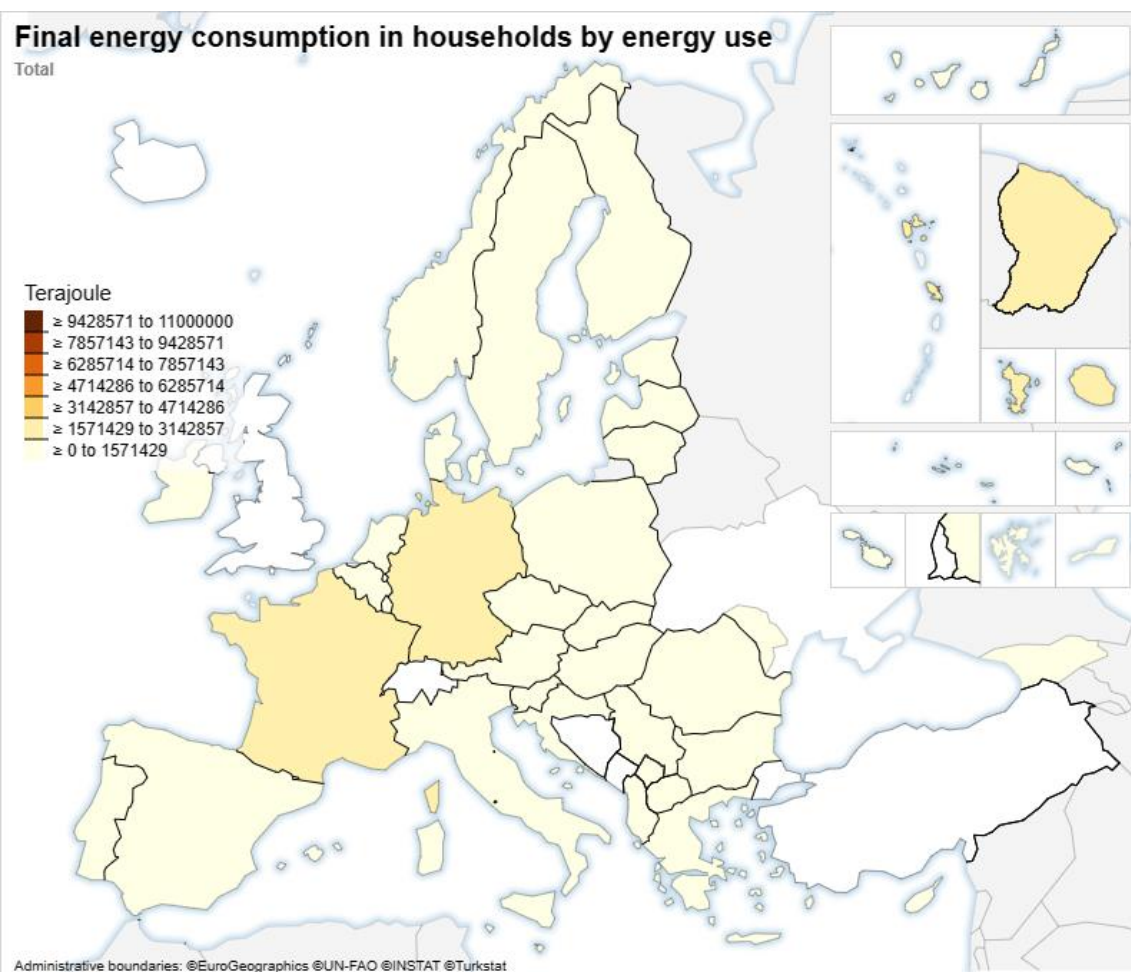 Final energy consumption in households by energy use
Total
Terajoule
≥ 9428571 to 11000000
≥ 7857143 to 9428571
≥ 6285714 to 7857143
≥ 4714286 to 6285714
≥ 3142857 to 4714286
≥ 1571429 to 3142857
≥ 0 to 1571429
Administrative boundaries: ©EuroGeographics ©UN-FAO ©INSTAT ©Turkstat